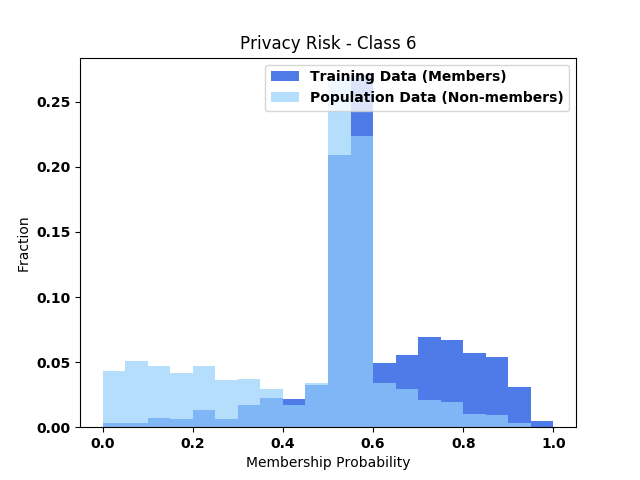 Privacy Risk - Class 6
Training Data (Members)
Population Data (Non-members)
0.25
0.20
0.15
0.10
0.05
0.00
Fraction
0.0 0.2 0.4 0.6 0.8 1.0
Membership Probability